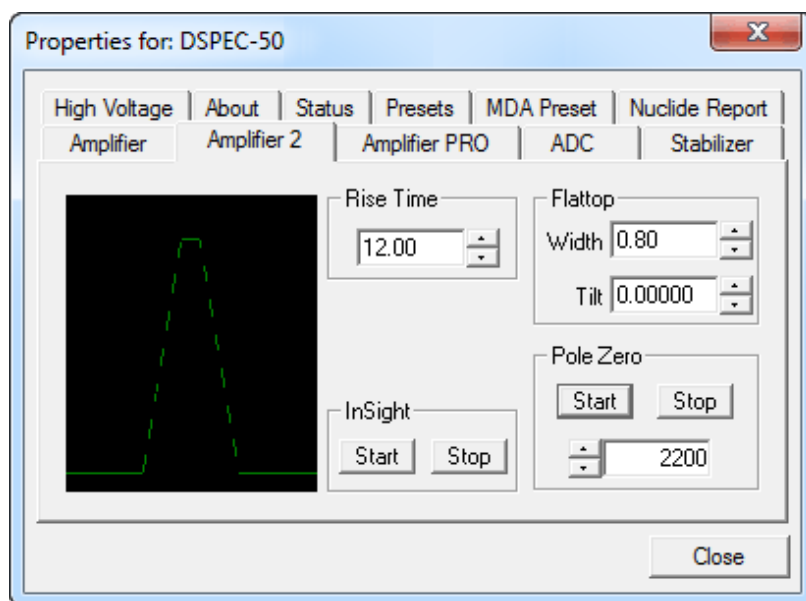 Properties for: DSPEC-50
High Voltage About Status Presets MDA Preset Nuclide Report
Amplifier Amplifier 2 Amplifier PRO ADC Stabilizer
Rise Time
12.00
Flattop
Width 0.80
Tilt 0.00000
InSight
Start Stop
Pole Zero
Start Stop
2200
Close